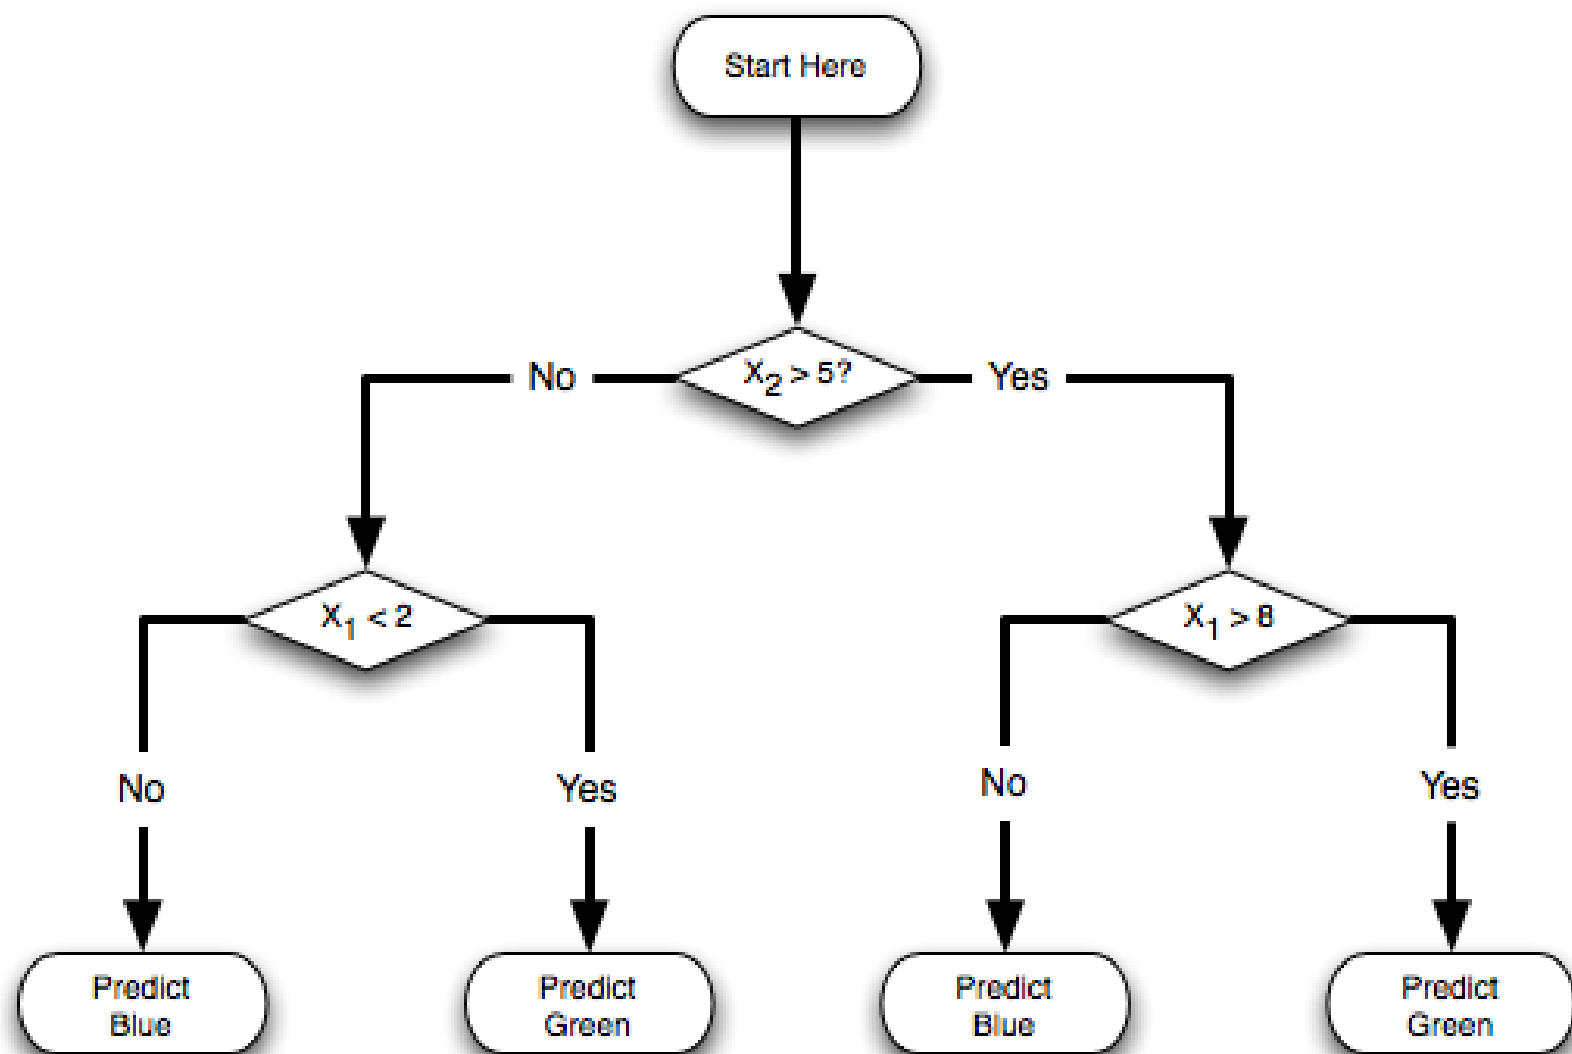 Start Here
No
X₂ > 5?
Yes
X₁ < 2
X₁ > 8
No
Yes
No
Yes
Predict
Blue
Predict
Green
Predict
Blue
Predict
Green